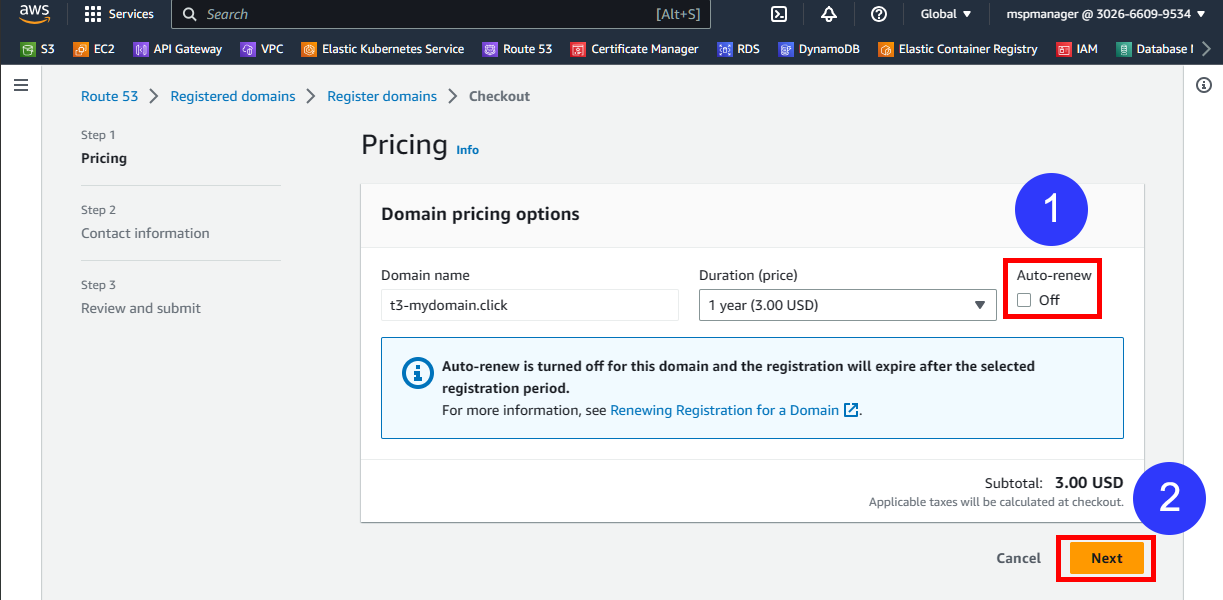 aws
Services
Search
[Alt+S]
Global
mspmanager @ 3026-6609-9534
S3
EC2
API Gateway
VPC
Elastic Kubernetes Service
Route 53
Certificate Manager
RDS
DynamoDB
Elastic Container Registry
IAM
Database
Route 53
Registered domains
Register domains
Checkout
Step 1
Pricing
Step 2
Contact information
Step 3
Review and submit
Pricing Info
Domain pricing options
1
Domain name
t3-mydomain.click
Duration (price)
1 year (3.00 USD)
Auto-renew
Off
Auto-renew is turned off for this domain and the registration will expire after the selected
registration period.
For more information, see Renewing Registration for a Domain.
Subtotal: 3.00 USD
Applicable taxes will be calculated at checkout.
2
Cancel
Next